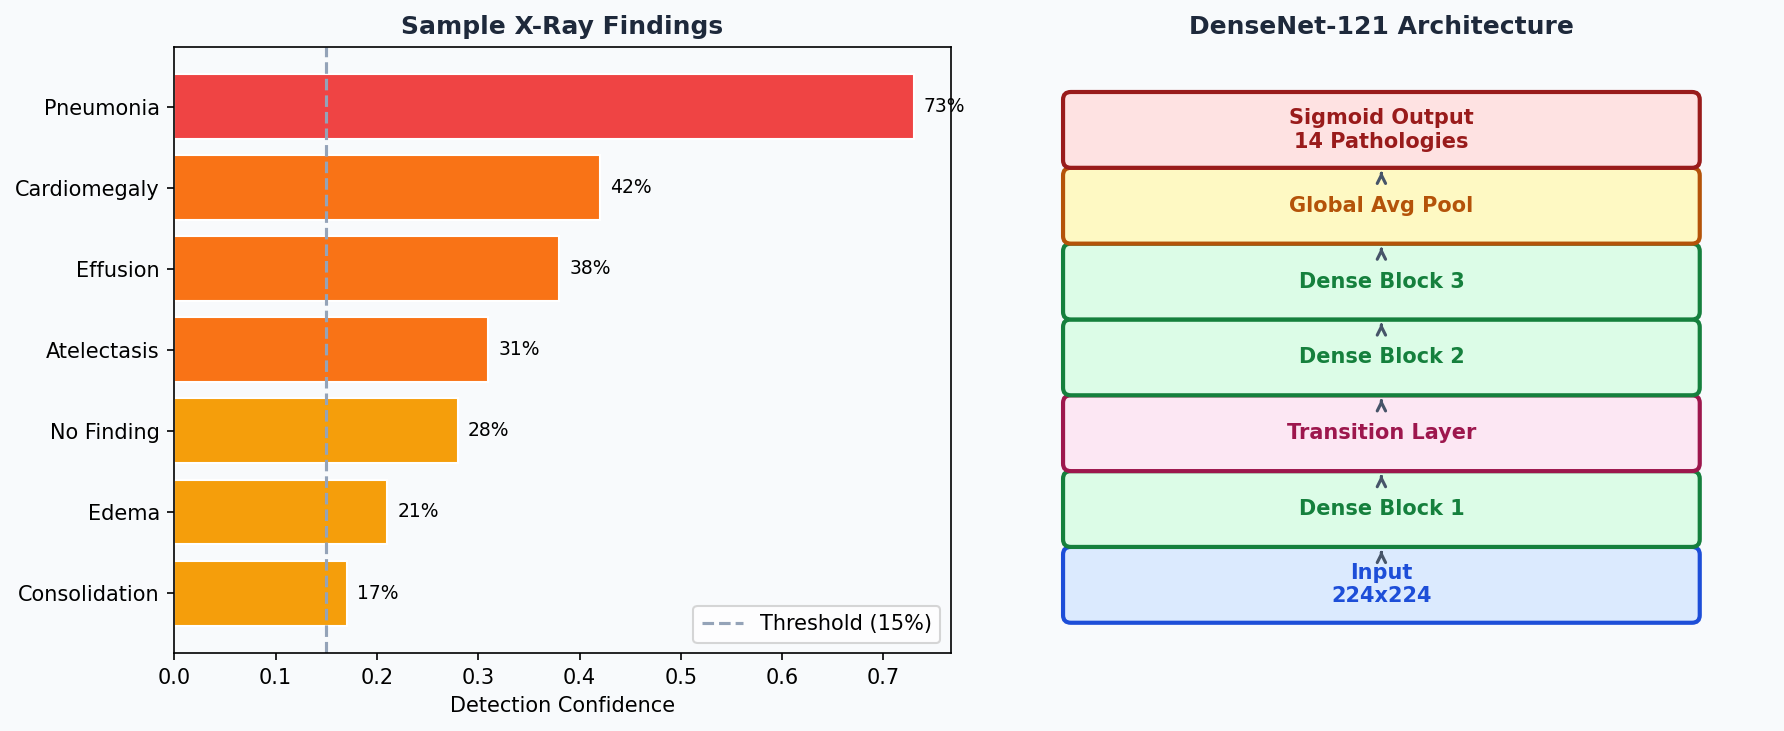 Sample X-Ray Findings
Pneumonia
73%
Cardiomegaly
42%
Effusion
38%
Atelectasis
31%
No Finding
28%
Edema
21%
Consolidation
17%
Threshold (15%)
0.0 0.1 0.2 0.3 0.4 0.5 0.6 0.7
Detection Confidence
DenseNet-121 Architecture
Sigmoid Output
14 Pathologies
Global Avg Pool
Dense Block 3
Dense Block 2
Transition Layer
Dense Block 1
Input
224x224